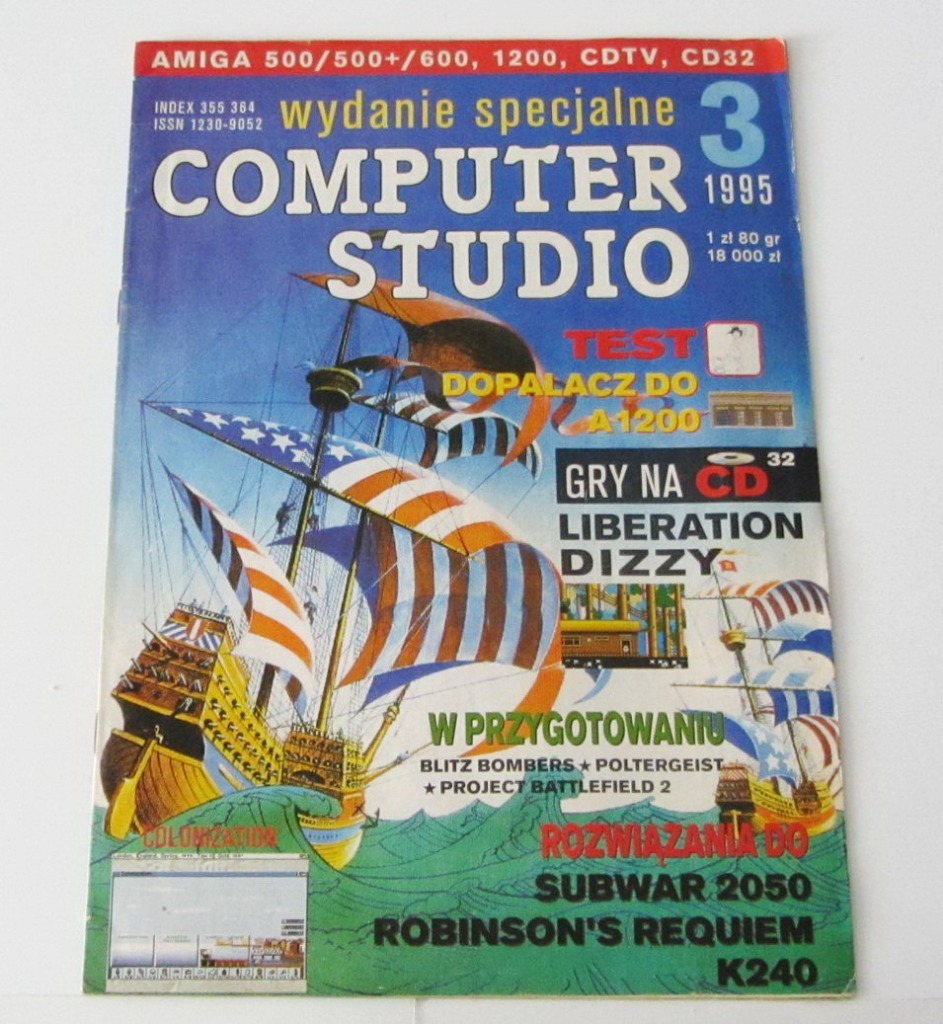 AMIGA 500/500+/600, 1200, CDTV, CD32
INDEX 355 364
ISSN 1230-9052
wydanie specjalne
3
COMPUTER
1995
STUDIO
1 zł 80 gr
18 000 zł
TEST
DOPALACZ DO
A1200
GRY NA CD 32
LIBERATION
DIZZY
W PRZYGOTOWANIU
BLITZ BOMBERS ★ POLTERGEIST
★ PROJECT BATTLEFIELD 2
COLONIZATION
ROZWIĄZANIA DO
SUBWAR 2050
ROBINSON'S REQUIEM
K240